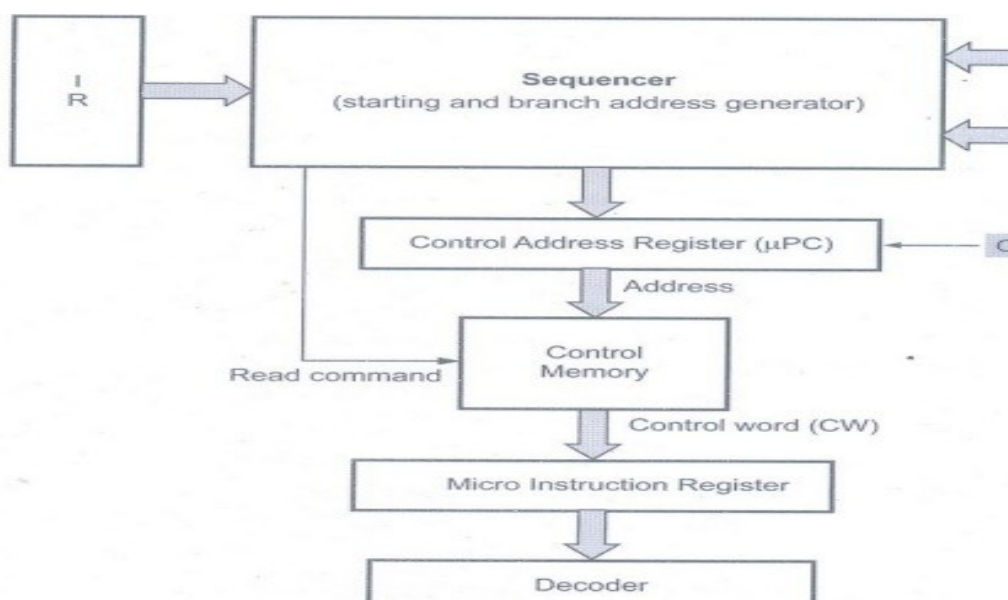 I
R
Sequencer
(starting and branch address generator)
Control Address Register (μPC)
Address
Control
Memory
Read command
Control word (CW)
Micro Instruction Register
Decoder